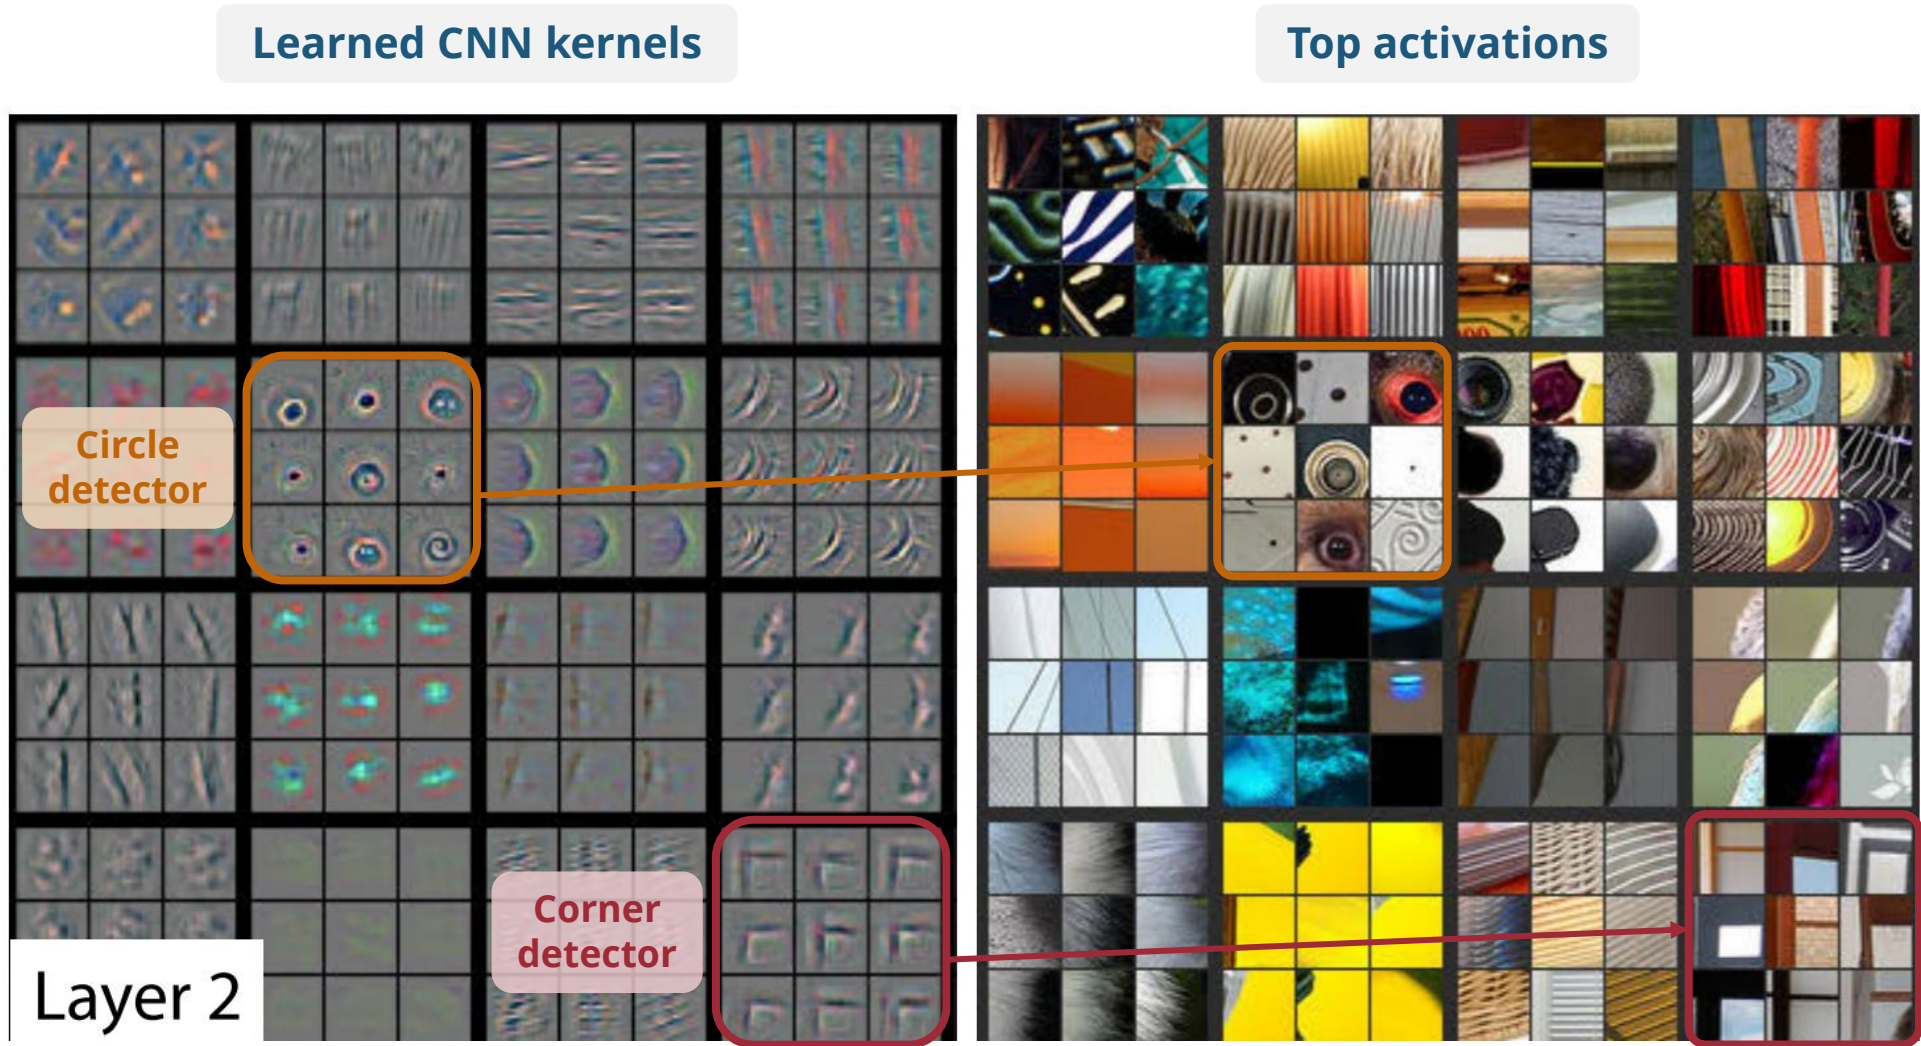 Learned CNN kernels
Top activations
Circle
detector
Corner
detector
Layer 2